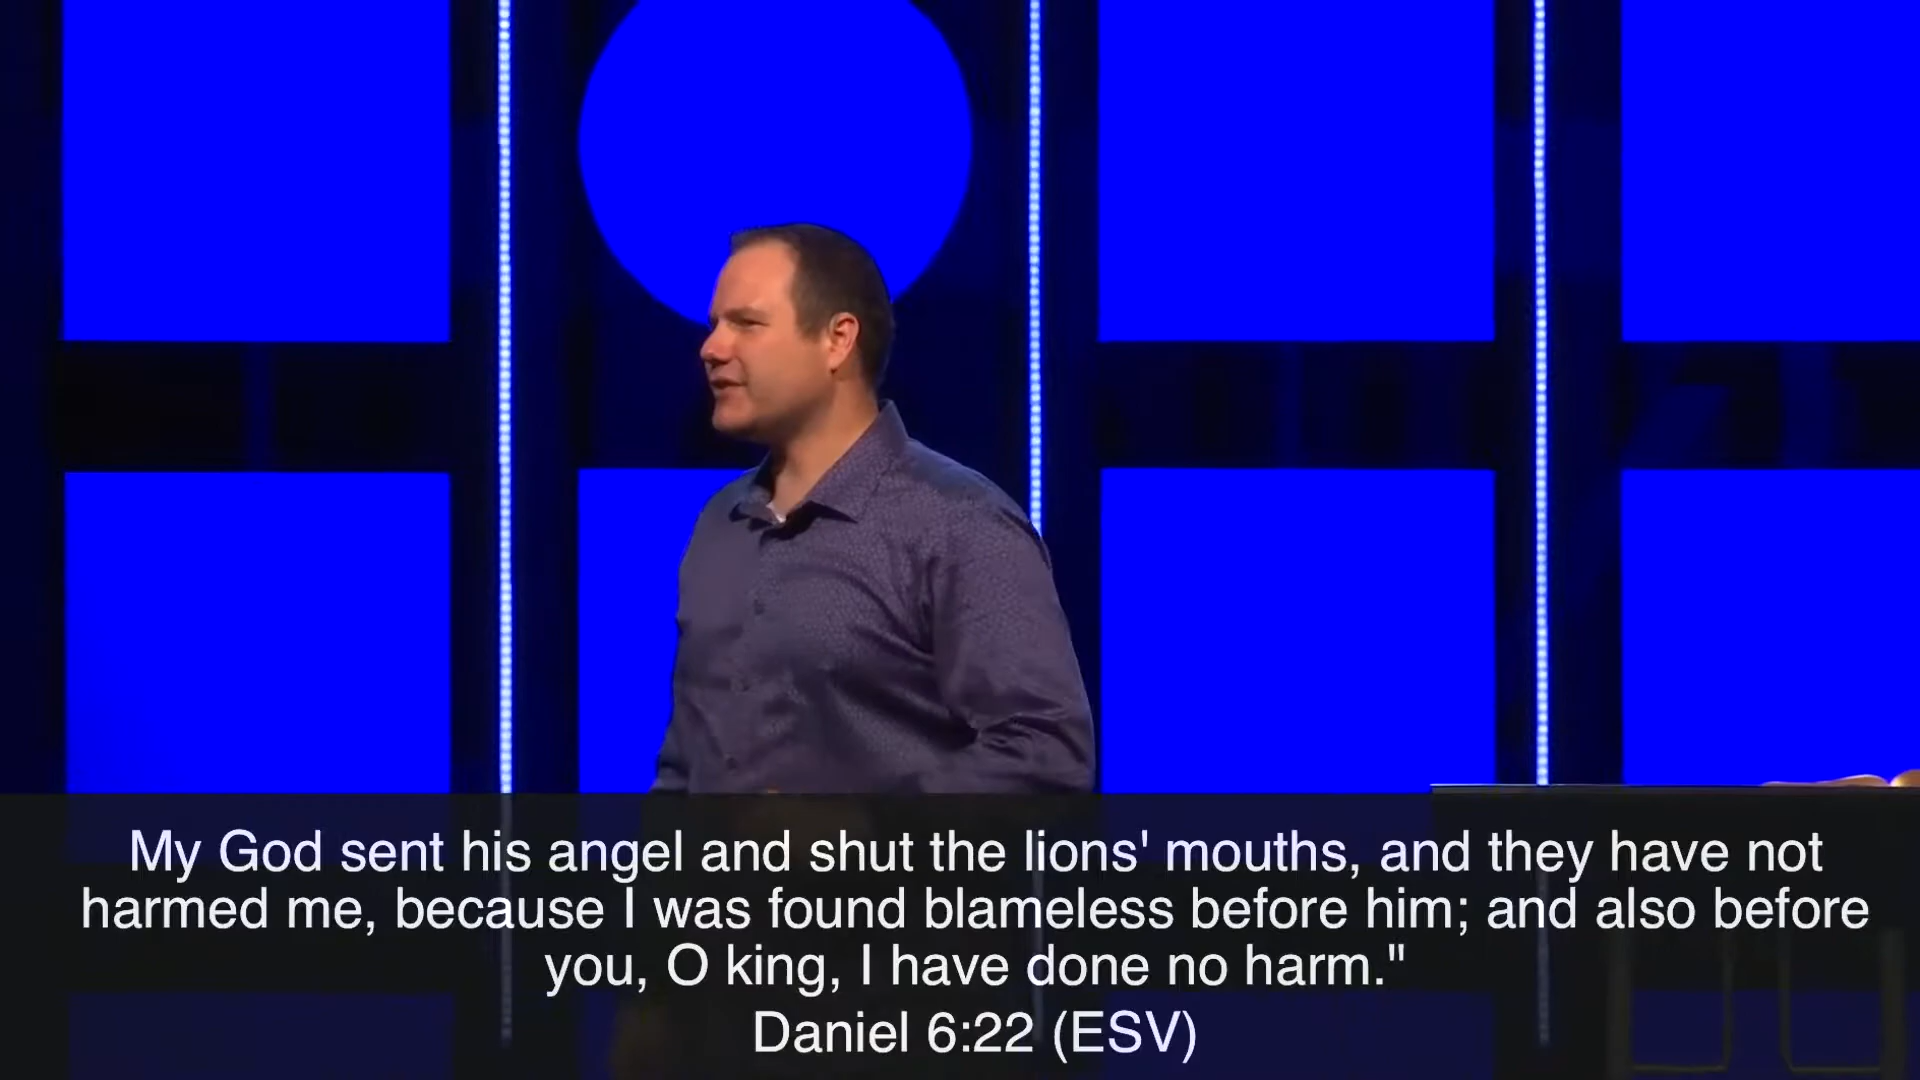 My God sent his angel and shut the lions' mouths, and they have not
harmed me, because I was found blameless before him; and also before
you, O king, I have done no harm."
Daniel 6:22 (ESV)